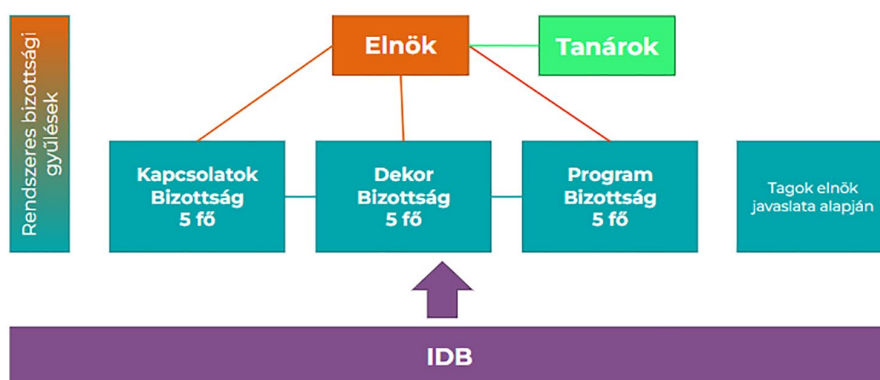 Rendszeres bizottsági
gyűlések
Elnök
Tanárok
Kapcsolatok
Bizottság
5 fő
Dekor
Bizottság
5 fő
Program
Bizottság
5 fő
Tagok elnök
javaslata alapján
IDB